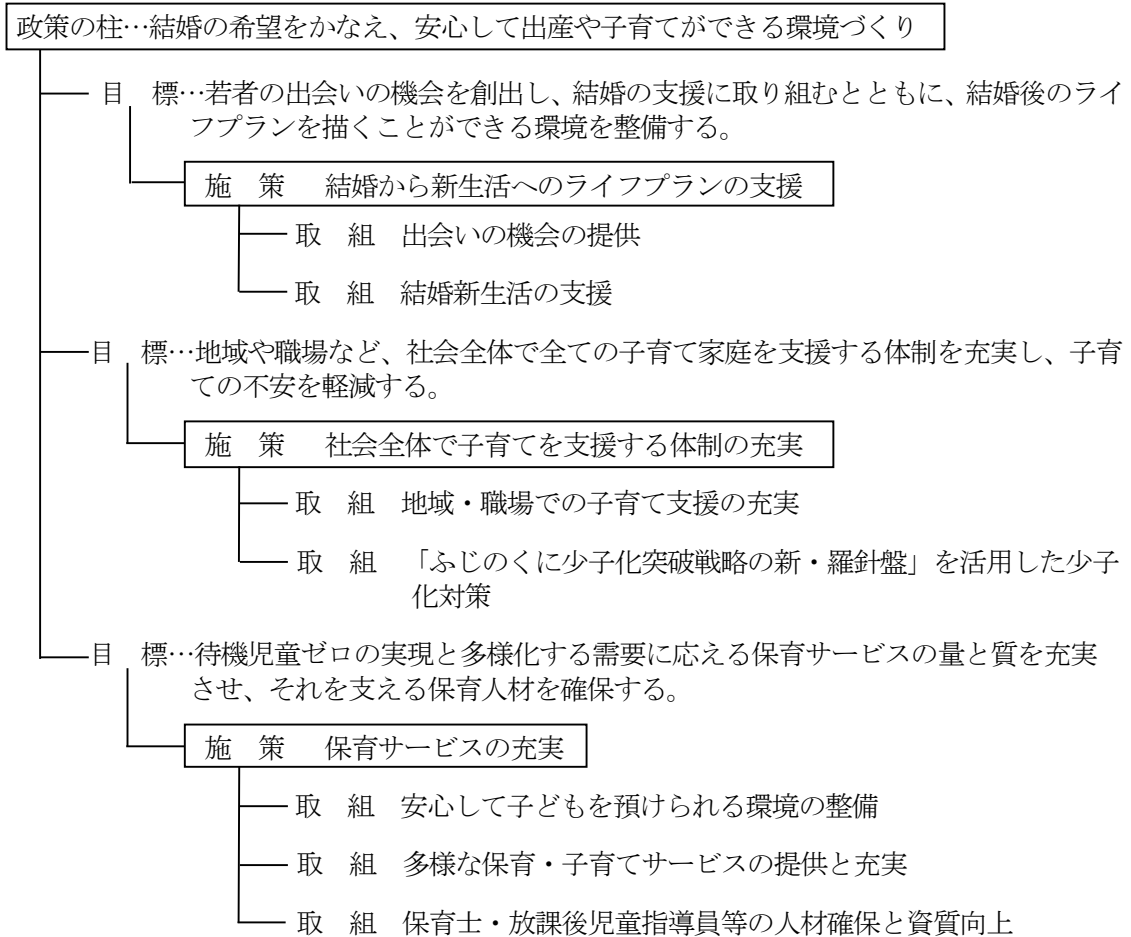 政策の柱…結婚の希望をかなえ、安心して出産や子育てができる環境づくり
目　標…若者の出会いの機会を創出し、結婚の支援に取り組むとともに、結婚後のライ
フプランを描くことができる環境を整備する。
施　策　　結婚から新生活へのライフプランの支援
取　組　出会いの機会の提供
取　組　結婚新生活の支援
目　標…地域や職場など、社会全体で全ての子育て家庭を支援する体制を充実し、子育
ての不安を軽減する。
施　策　　社会全体で子育てを支援する体制の充実
取　組　地域・職場での子育て支援の充実
取　組　「ふじのくに少子化突破戦略の新・羅針盤」を活用した少子
化対策
目　標…待機児童ゼロの実現と多様化する需要に応える保育サービスの量と質を充実
させ、それを支える保育人材を確保する。
施　策　　保育サービスの充実
取　組　安心して子どもを預けられる環境の整備
取　組　多様な保育・子育てサービスの提供と充実
取　組　保育士・放課後児童指導員等の人材確保と資質向上